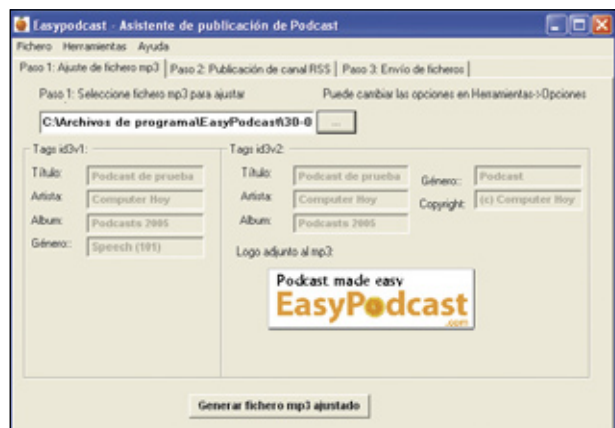 Easypodcast - Asistente de publicación de Podcast
Fichero Herramientas Ayuda
Paso 1: Ajuste de fichero mp3 Paso 2: Publicación de canal RSS Paso 3: Envío de ficheros
Paso 1: Seleccione fichero mp3 para ajustar Puede cambiar las opciones en Herramientas->Opciones
C:\Archivos de programa\EasyPodcast\30-0 ...
Tags id3v1:
Título: Podcast de prueba
Artista: Computer Hoy
Album: Podcasts 2005
Género:: Speech (101)
Tags id3v2:
Título: Podcast de prueba Género:: Podcast
Artista: Computer Hoy Copyright: (c) Computer Hoy
Album: Podcasts 2005
Logo adjunto al mp3:
Podcast made easy
EasyPodcast
.com
Generar fichero mp3 ajustado